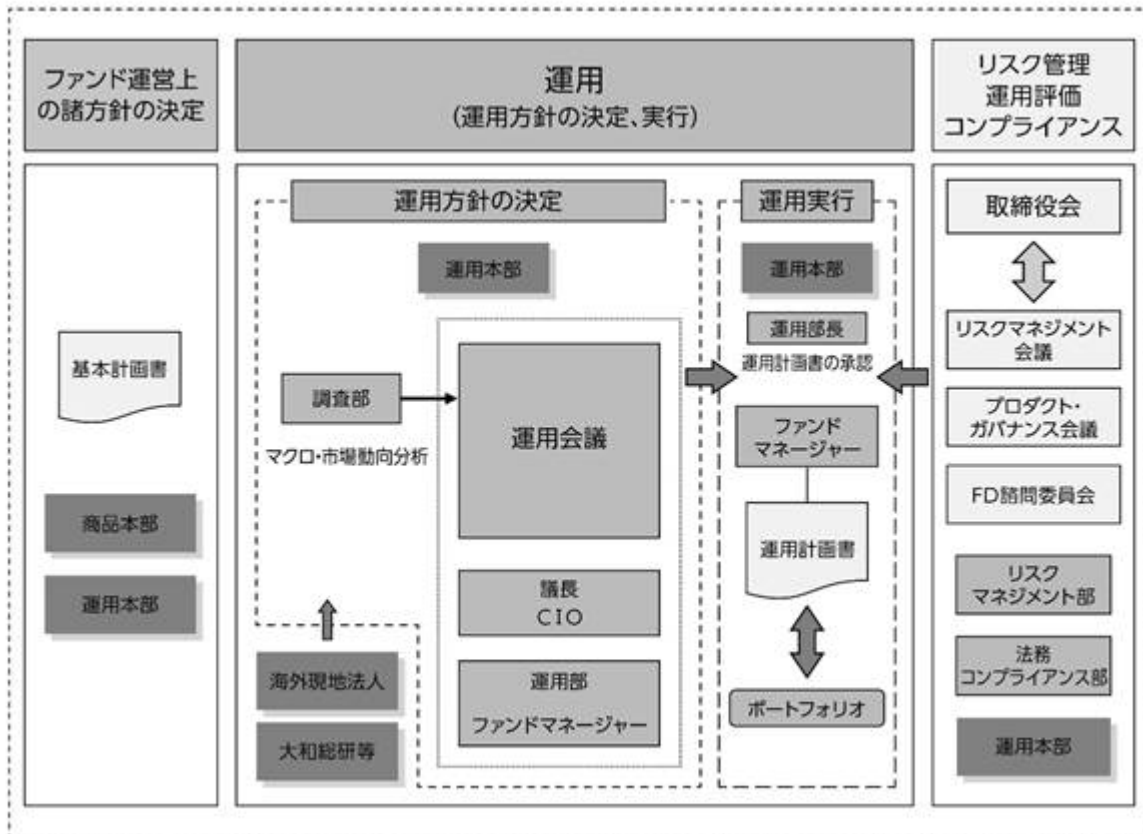 ファンド運営上
の諸方針の決定
基本計画書
商品本部
運用本部
運用
(運用方針の決定、実行)
運用方針の決定
運用本部
調査部
マクロ・市場動向分析
運用会議
議長
CIO
運用部
ファンドマネージャー
海外現地法人
大和総研等
運用実行
運用本部
運用部長
運用計画書の承認
ファンド
マネージャー
運用計画書
ポートフォリオ
リスク管理
運用評価
コンプライアンス
取締役会
リスクマネジメント
会議
プロダクト・
ガバナンス会議
FD諮問委員会
リスク
マネジメント部
法務
コンプライアンス部
運用本部